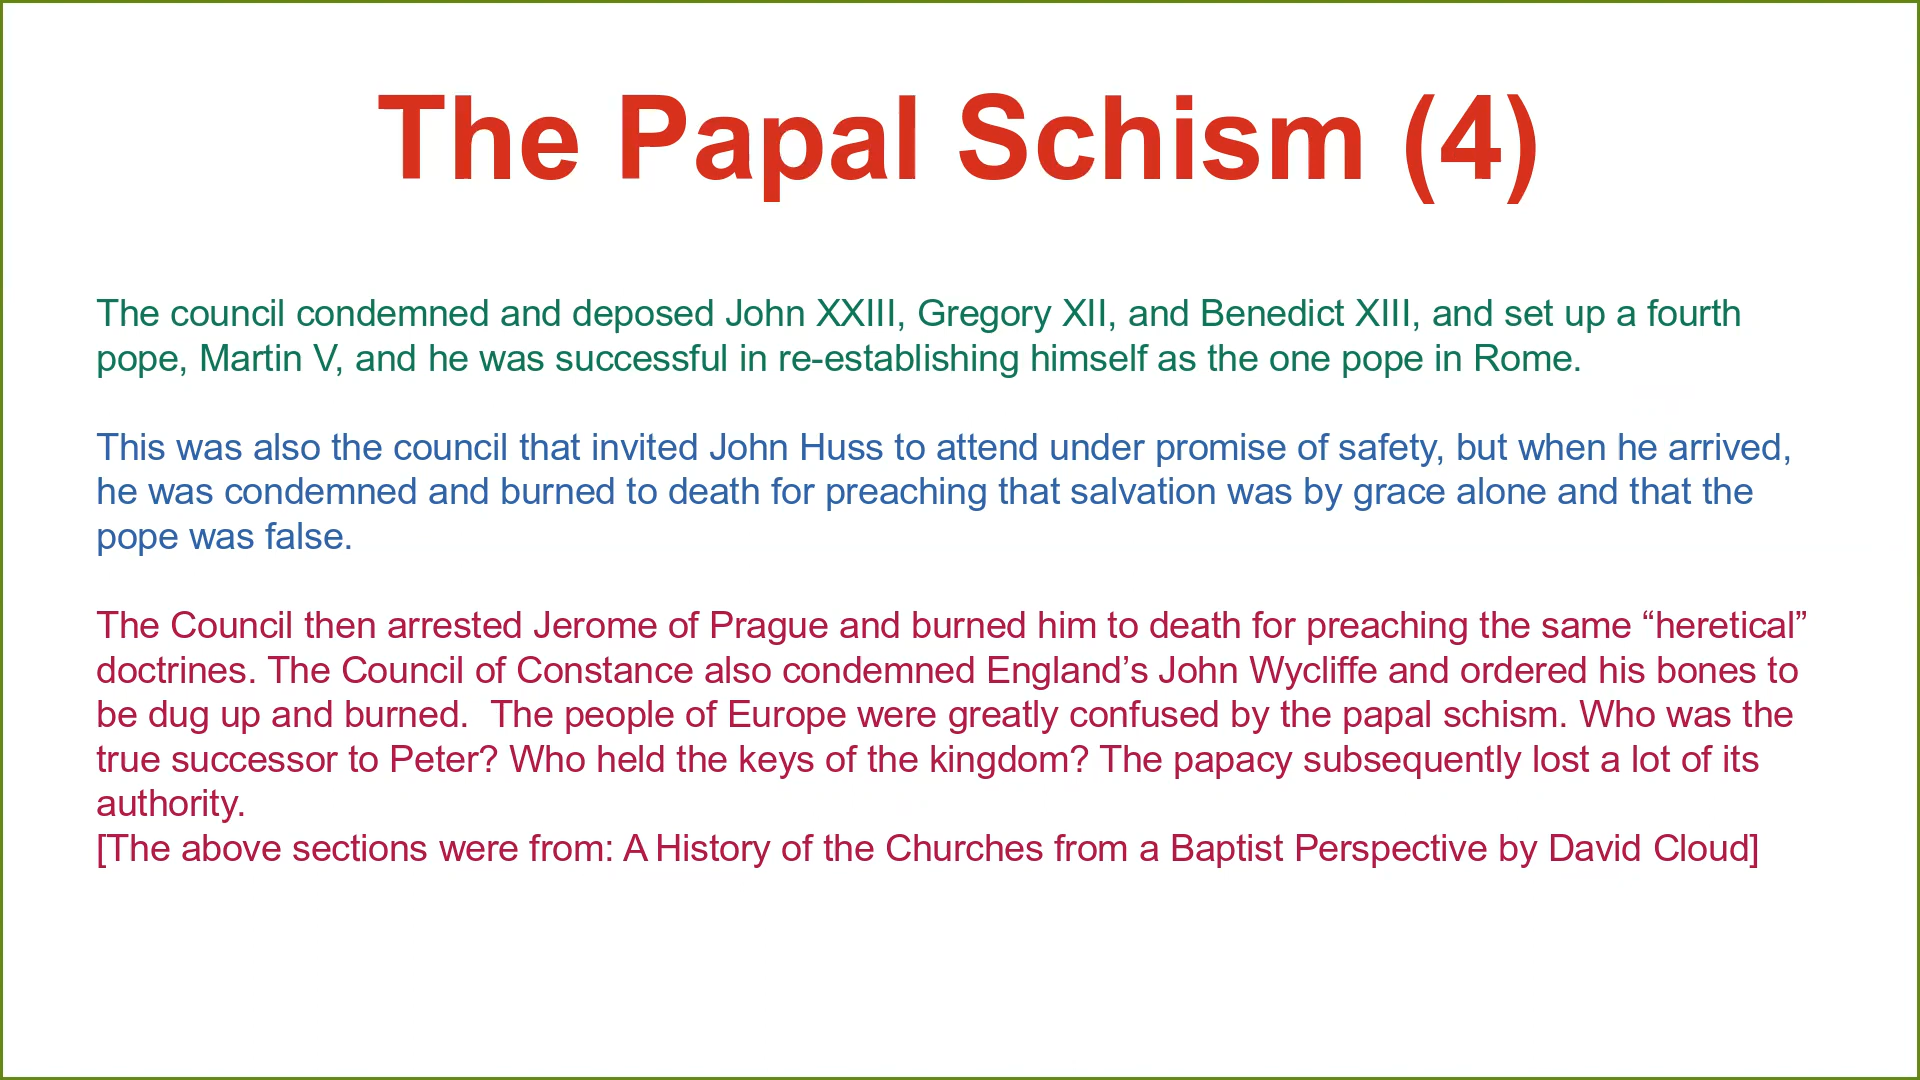 The Papal Schism (4)
The council condemned and deposed John XXIII, Gregory XII, and Benedict XIII, and set up a fourth
pope, Martin V, and he was successful in re-establishing himself as the one pope in Rome.
This was also the council that invited John Huss to attend under promise of safety, but when he arrived,
he was condemned and burned to death for preaching that salvation was by grace alone and that the
pope was false.
The Council then arrested Jerome of Prague and burned him to death for preaching the same “heretical”
doctrines. The Council of Constance also condemned England’s John Wycliffe and ordered his bones to
be dug up and burned.  The people of Europe were greatly confused by the papal schism. Who was the
true successor to Peter? Who held the keys of the kingdom? The papacy subsequently lost a lot of its
authority.
[The above sections were from: A History of the Churches from a Baptist Perspective by David Cloud]